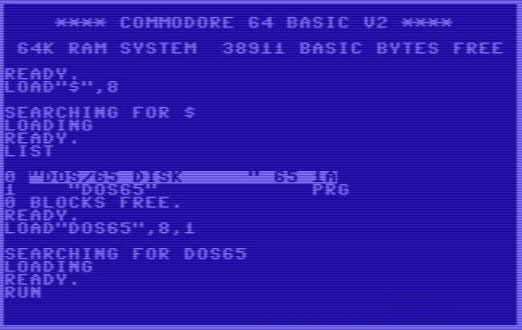 **** COMMODORE 64 BASIC V2 ****
64K RAM SYSTEM 38911 BASIC BYTES FREE
READY.
LOAD"$",8
SEARCHING FOR $
LOADING
READY.
LIST
0 "DOS/65 DISK " 65 1A
1 "DOS65" PRG
0 BLOCKS FREE.
READY.
LOAD"DOS65",8,1
SEARCHING FOR DOS65
LOADING
READY.
RUN